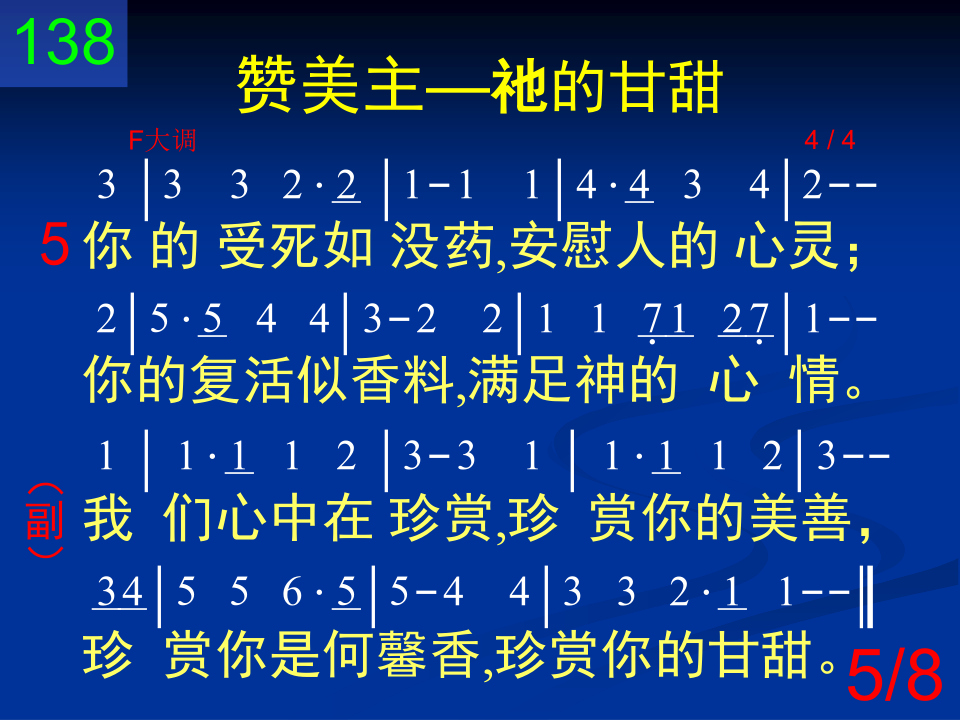 138
赞美主—祂的甘甜
F大调 4 / 4
3 | 3 3 2 · 2 | 1 - 1 1 | 4 · 4 3 4 | 2 - -
5 你 的 受死如 没药,安慰人的 心灵；
2 | 5 · 5 4 4 | 3 - 2 2 | 1 1 7̣ 1 2 7̣ | 1 - -
你的复活似香料,满足神的 心 情。
1 | 1 · 1 1 2 | 3 - 3 1 | 1 · 1 1 2 | 3 - -
（副） 我 们心中在 珍赏,珍 赏你的美善，
3 4 | 5 5 6 · 5 | 5 - 4 4 | 3 3 2 · 1 1 - - ‖
珍 赏你是何馨香,珍赏你的甘甜。
5/8